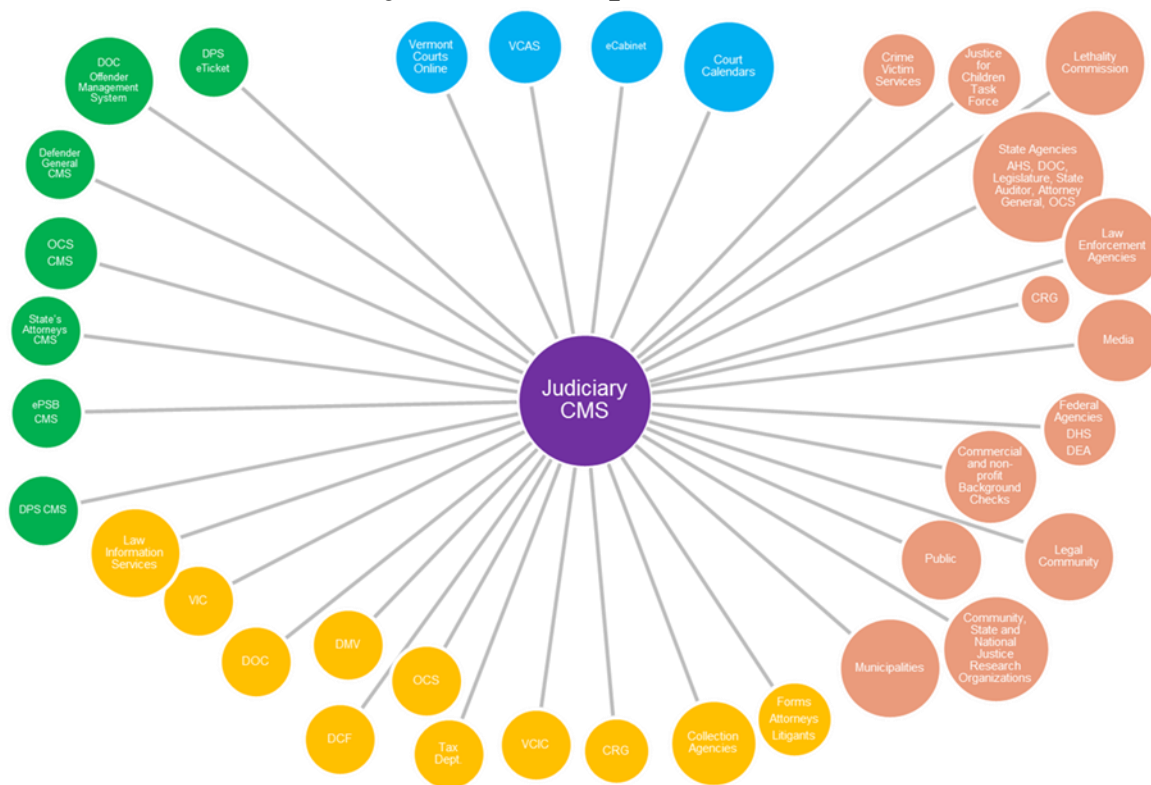 DOC
Offender
Management
System
DPS
eTicket
Vermont
Courts
Online
VCAS
eCabinet
Court
Calendars
Crime
Victim
Services
Justice
for
Children
Task
Force
Lethality
Commission
State Agencies
AHS, DOC,
Legislature, State
Auditor, Attorney
General, OCS
Defender
General
CMS
OCS
CMS
State's
Attorneys
CMS
ePSB
CMS
DPS CMS
Judiciary
CMS
Law
Enforcement
Agencies
CRG
Media
Federal
Agencies
DHS
DEA
Commercial
and non-
profit
Background
Checks
Legal
Community
Public
Community,
State and
National
Justice
Research
Organizations
Municipalities
Law
Information
Services
VIC
DOC
DMV
DCF
OCS
Tax
Dept.
VCIC
CRG
Collection
Agencies
Forms
Attorneys
Litigants